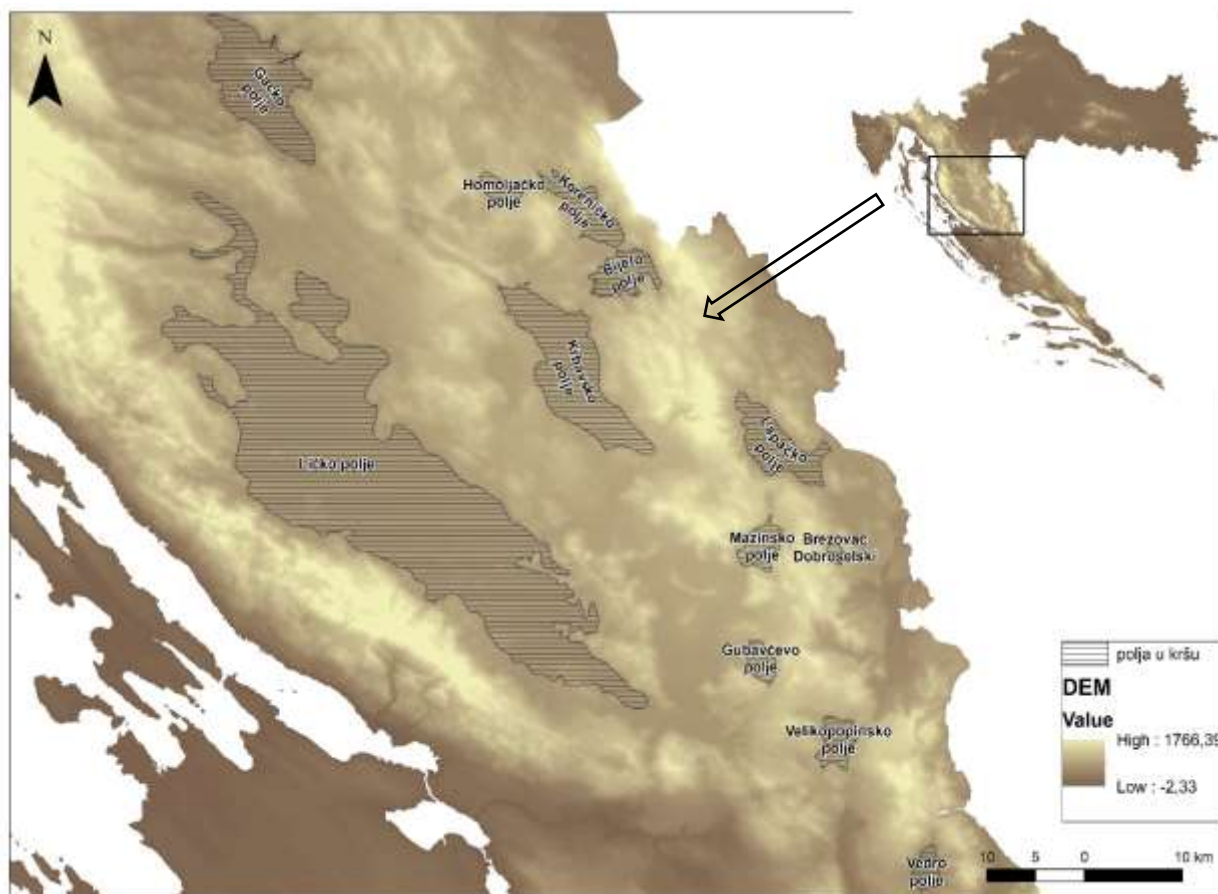 N
Gacko
polje
Homoljačko
polje
Koreničko
polje
Bijelo
polje
Krbavsko
polje
Ličko polje
Lapačko
polje
Mazinsko
polje
Brezovac
Dobroselski
Gubavčevo
polje
Velikopopinsko
polje
Vedro
polje
polja u kršu
DEM
Value
High : 1766,39
Low : -2,33
10 5 0 10 km